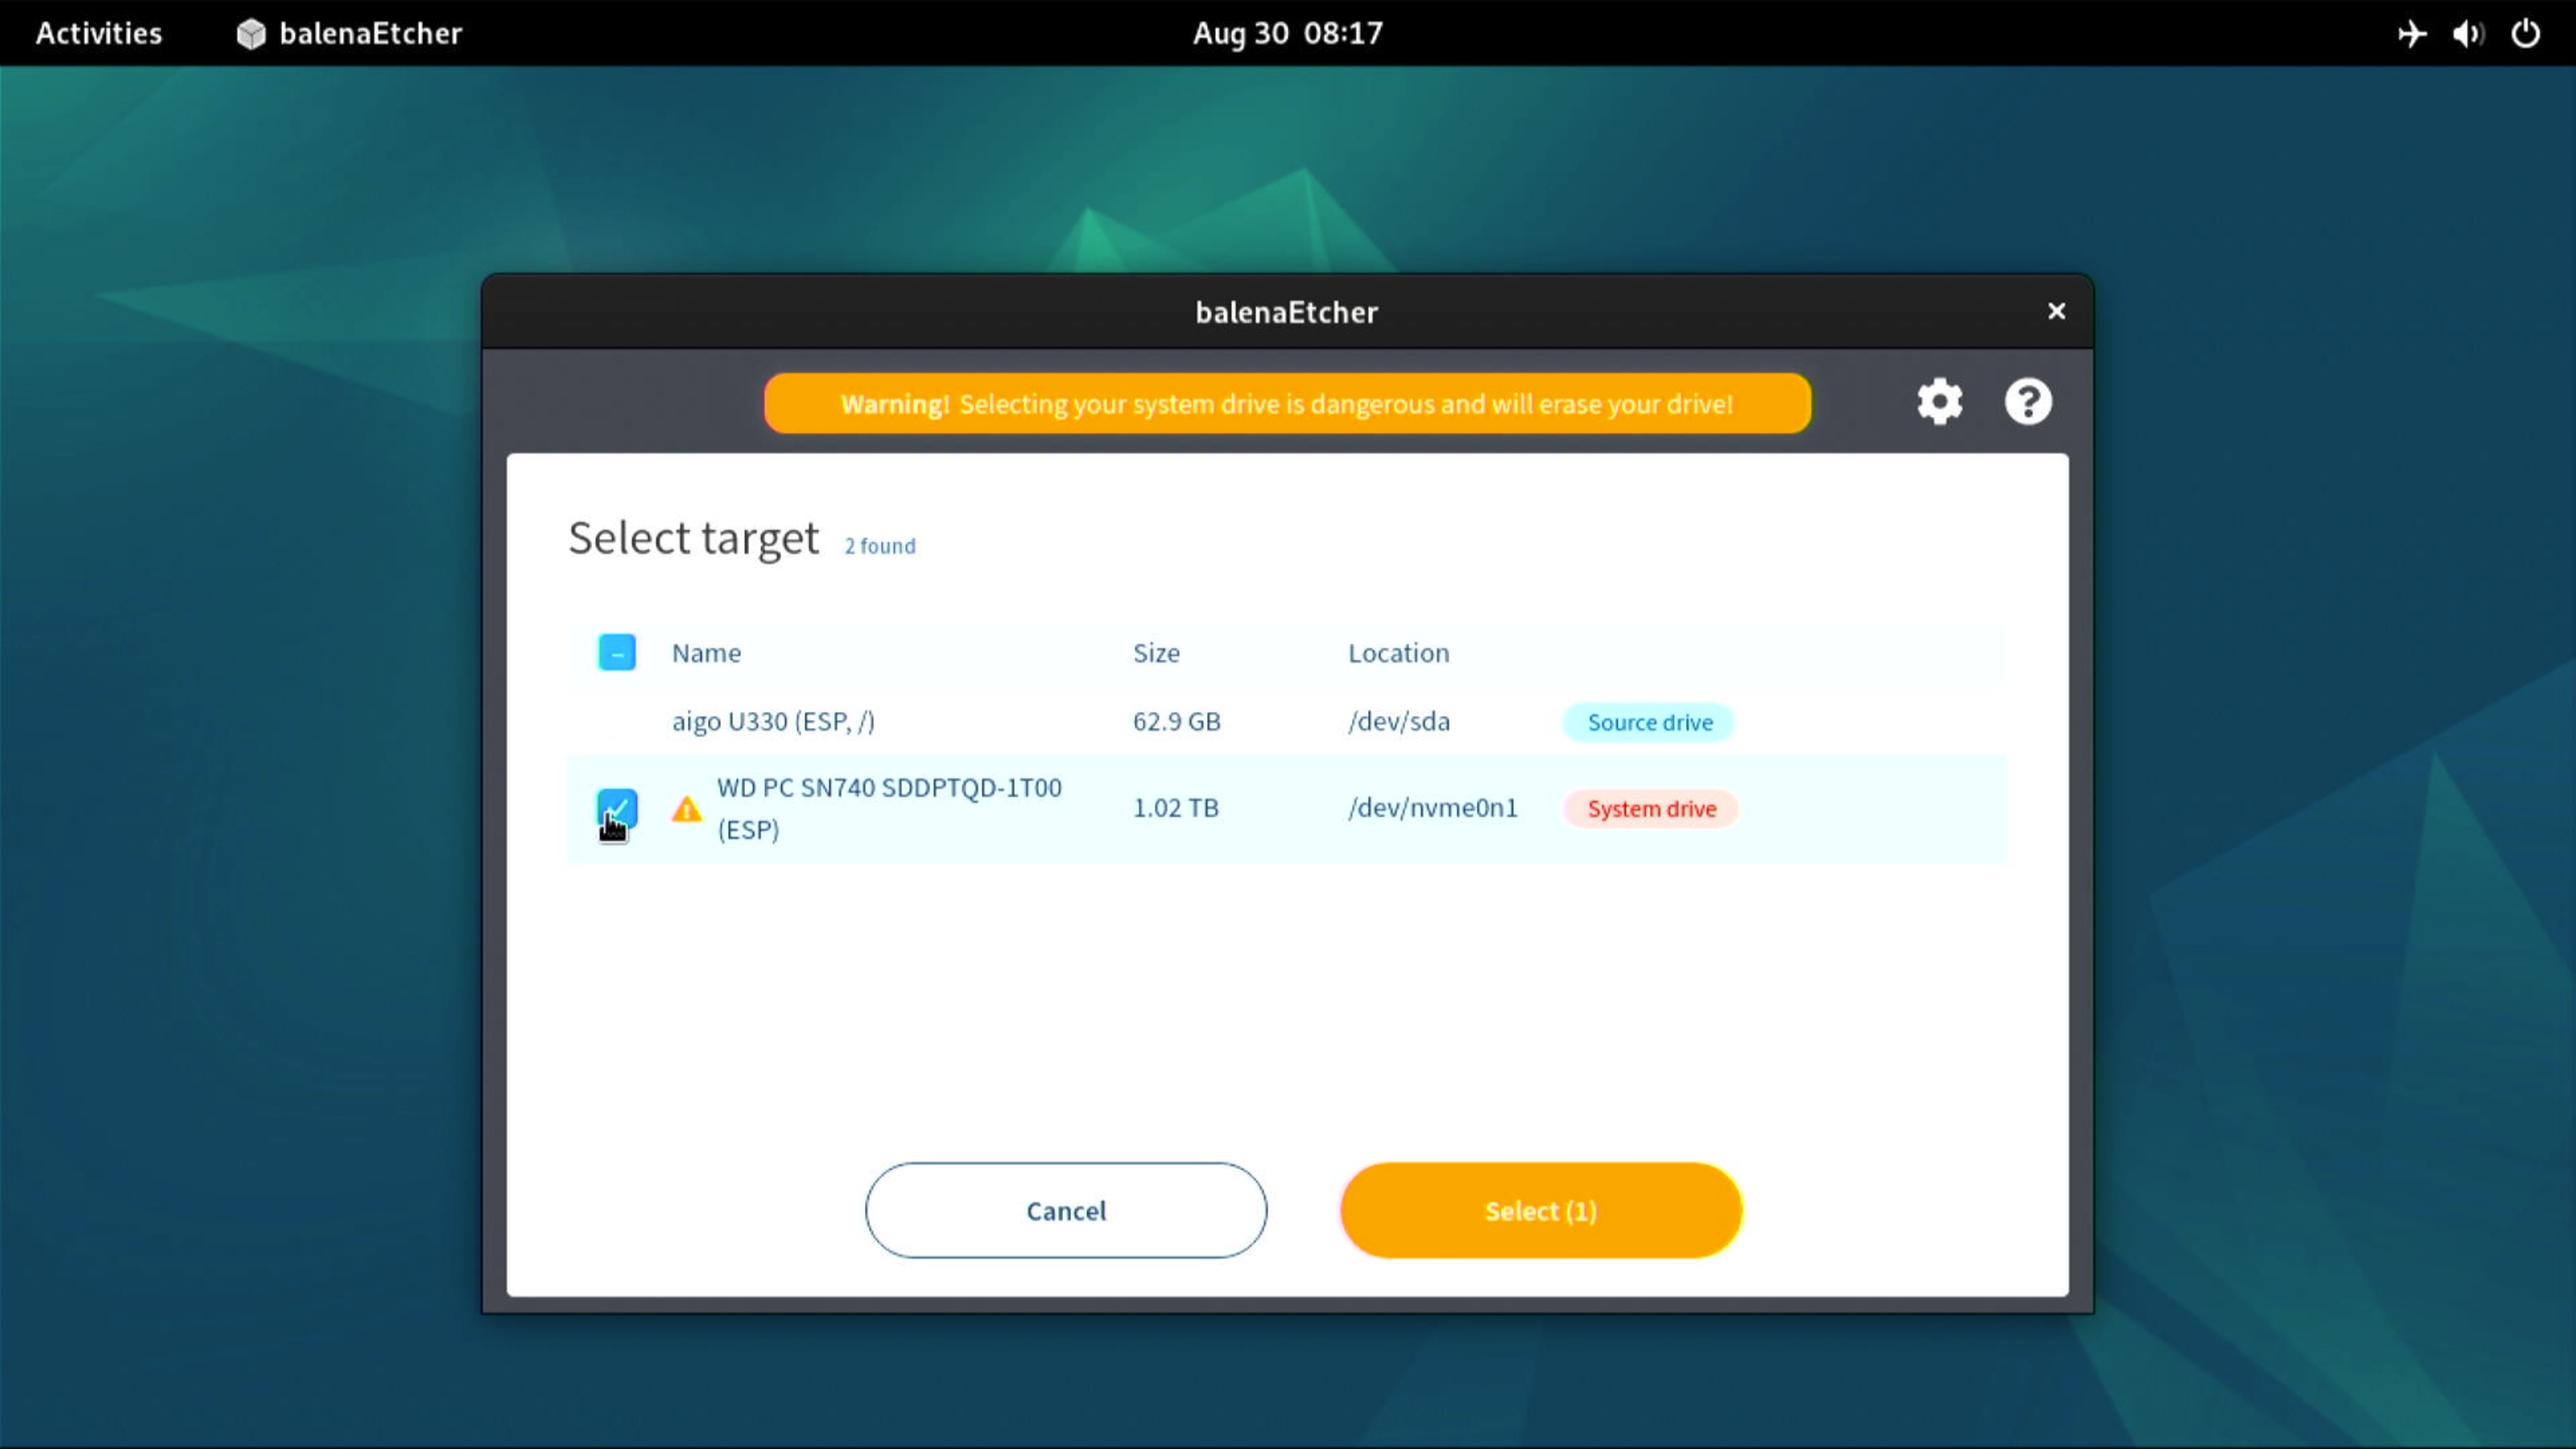 Activities balenaEtcher Aug 30 08:17
balenaEtcher
Warning! Selecting your system drive is dangerous and will erase your drive!
Select target 2 found
Name Size Location
aigo U330 (ESP, /) 62.9 GB /dev/sda Source drive
WD PC SN740 SDDPTQD-1T00
(ESP) 1.02 TB /dev/nvme0n1 System drive
Cancel Select (1)